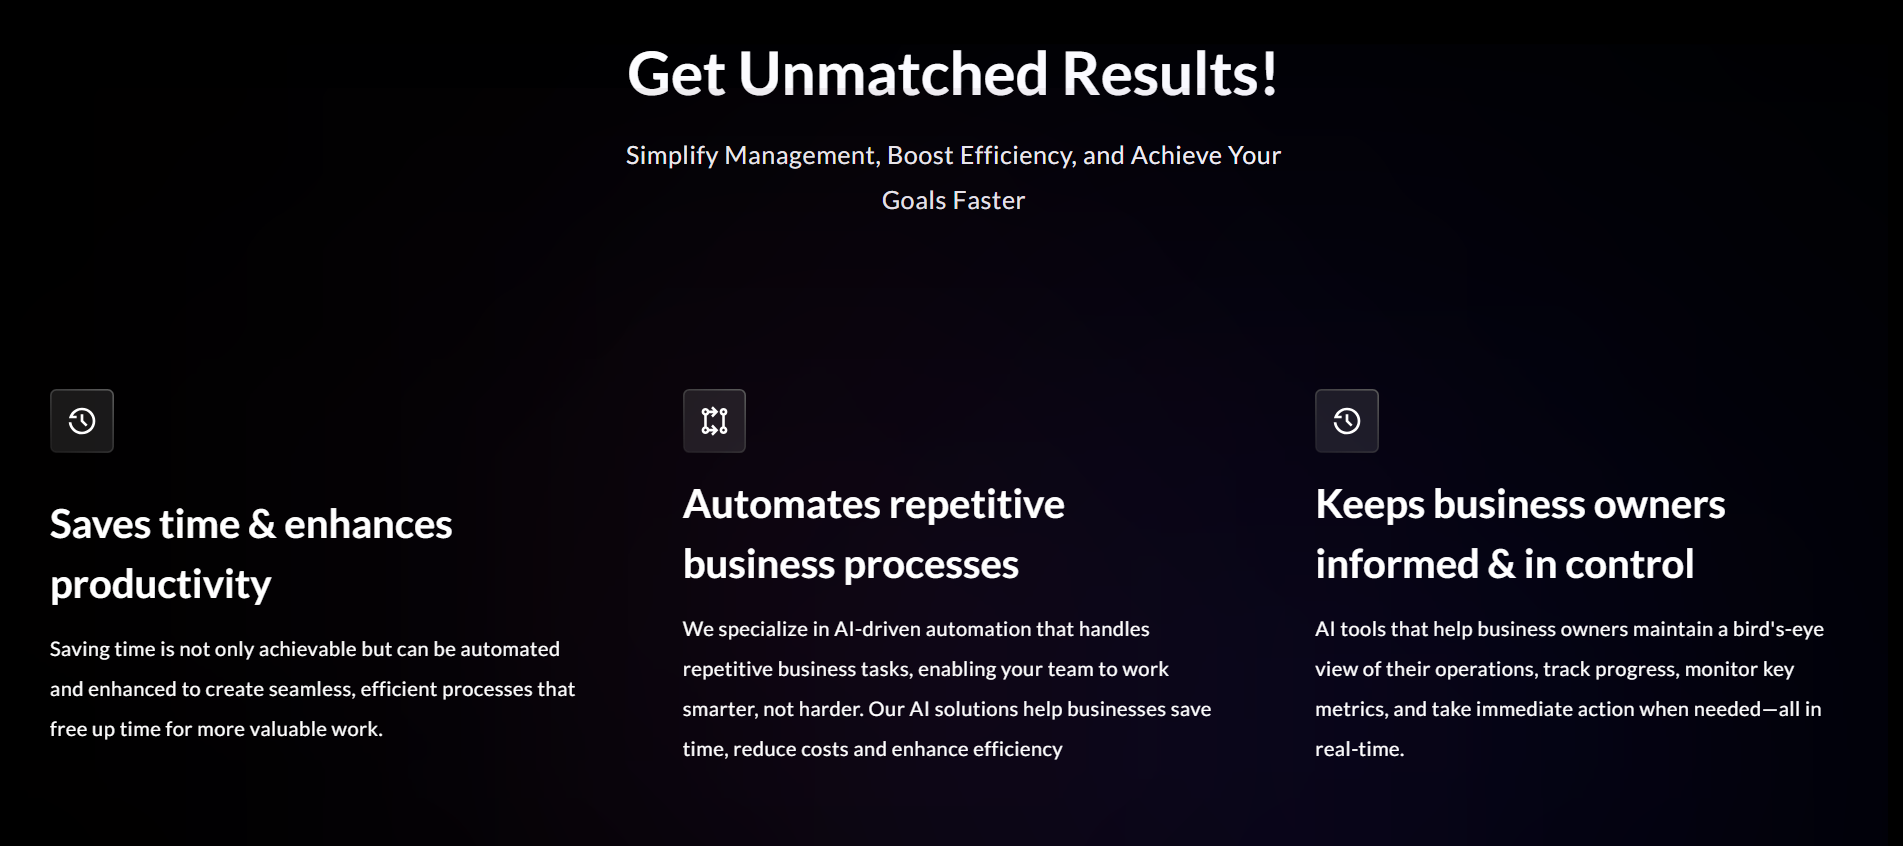 Get Unmatched Results!
Simplify Management, Boost Efficiency, and Achieve Your
Goals Faster
Saves time & enhances
productivity
Saving time is not only achievable but can be automated
and enhanced to create seamless, efficient processes that
free up time for more valuable work.
Automates repetitive
business processes
We specialize in AI-driven automation that handles
repetitive business tasks, enabling your team to work
smarter, not harder. Our AI solutions help businesses save
time, reduce costs and enhance efficiency
Keeps business owners
informed & in control
AI tools that help business owners maintain a bird's-eye
view of their operations, track progress, monitor key
metrics, and take immediate action when needed—all in
real-time.